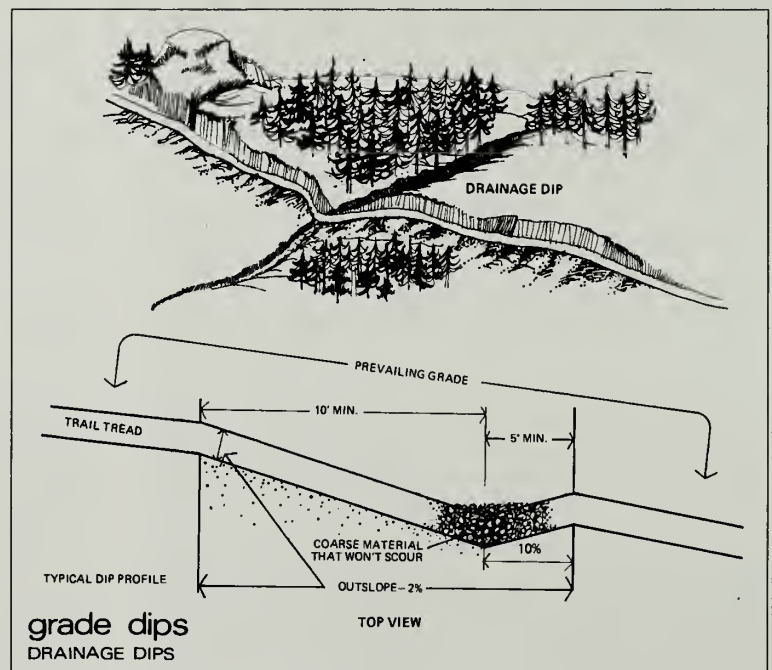 DRAINAGE DIP
PREVAILING GRADE
10' MIN.
TRAIL TREAD
5' MIN.
COARSE MATERIAL
THAT WON'T SCOUR
10%
TYPICAL DIP PROFILE
OUTSLOPE–2%
TOP VIEW
grade dips
DRAINAGE DIPS